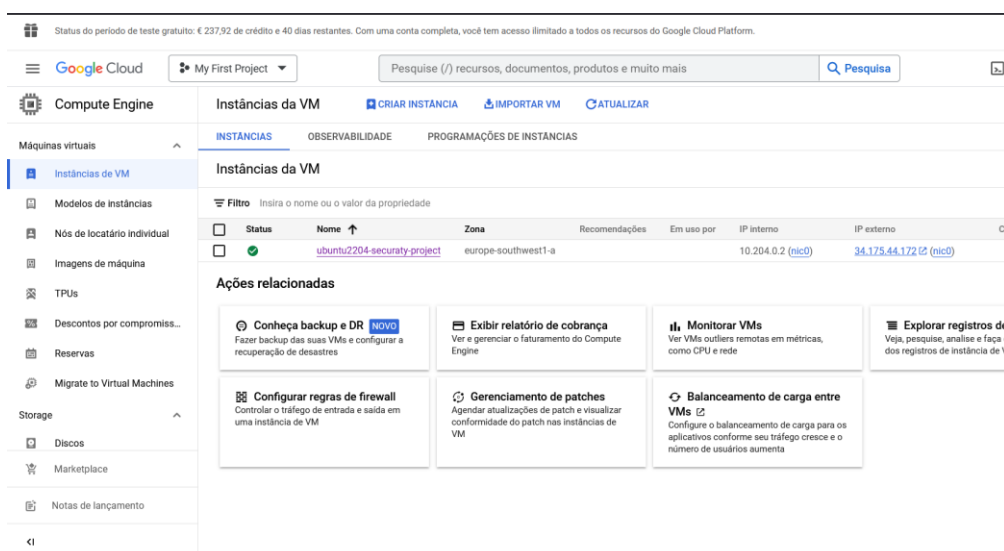 Status do período de teste gratuito: € 237,92 de crédito e 40 dias restantes. Com uma conta completa, você tem acesso ilimitado a todos os recursos do Google Cloud Platform.
Google Cloud
My First Project
Pesquise (/) recursos, documentos, produtos e muito mais
Pesquisa
Compute Engine
Instâncias da VM
CRIAR INSTÂNCIA
IMPORTAR VM
ATUALIZAR
Máquinas virtuais
Instâncias de VM
Modelos de instâncias
Nós de locatário individual
Imagens de máquina
TPUs
Descontos por compromiss...
Reservas
Migrate to Virtual Machines
Storage
Discos
Marketplace
Notas de lançamento
INSTÂNCIAS
OBSERVABILIDADE
PROGRAMAÇÕES DE INSTÂNCIAS
Instâncias da VM
Filtro Insira o nome ou o valor da propriedade
Status Nome Zona Recomendações Em uso por IP interno IP externo C
ubuntu2204-securaty-project europe-southwest1-a 10.204.0.2 (nic0) 34.175.44.172 (nic0)
Ações relacionadas
Conheça backup e DR NOVO
Fazer backup das suas VMs e configurar a
recuperação de desastres
Exibir relatório de cobrança
Ver e gerenciar o faturamento do Compute
Engine
Monitorar VMs
Ver VMs outliers remotas em métricas,
como CPU e rede
Explorar registros de
Veja, pesquise, analise e faça
dos registros de instância de
Configurar regras de firewall
Controlar o tráfego de entrada e saída em
uma instância de VM
Gerenciamento de patches
Agendar atualizações de patch e visualizar
conformidade do patch nas instâncias de
VM
Balanceamento de carga entre
VMs
Configure o balanceamento de carga para os
aplicativos conforme seu tráfego cresce e o
número de usuários aumenta